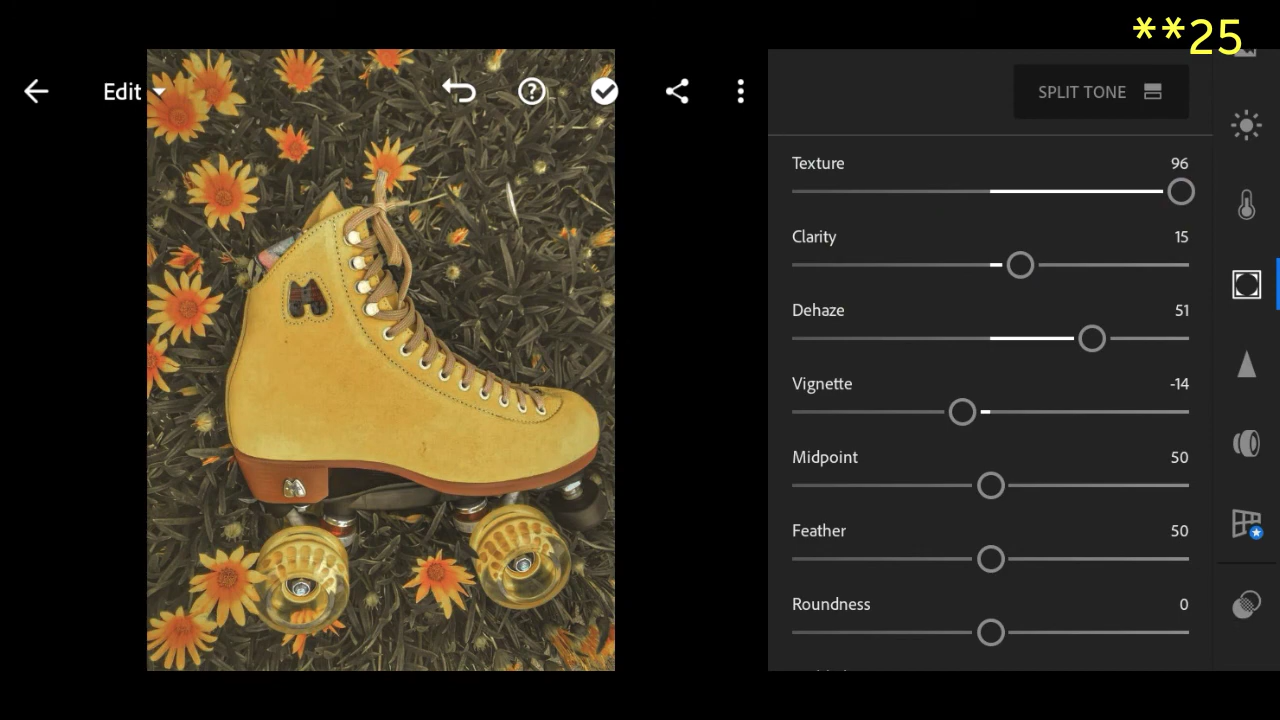 **25
Edit
SPLIT TONE
Texture 96
Clarity 15
Dehaze 51
Vignette -14
Midpoint 50
Feather 50
Roundness 0